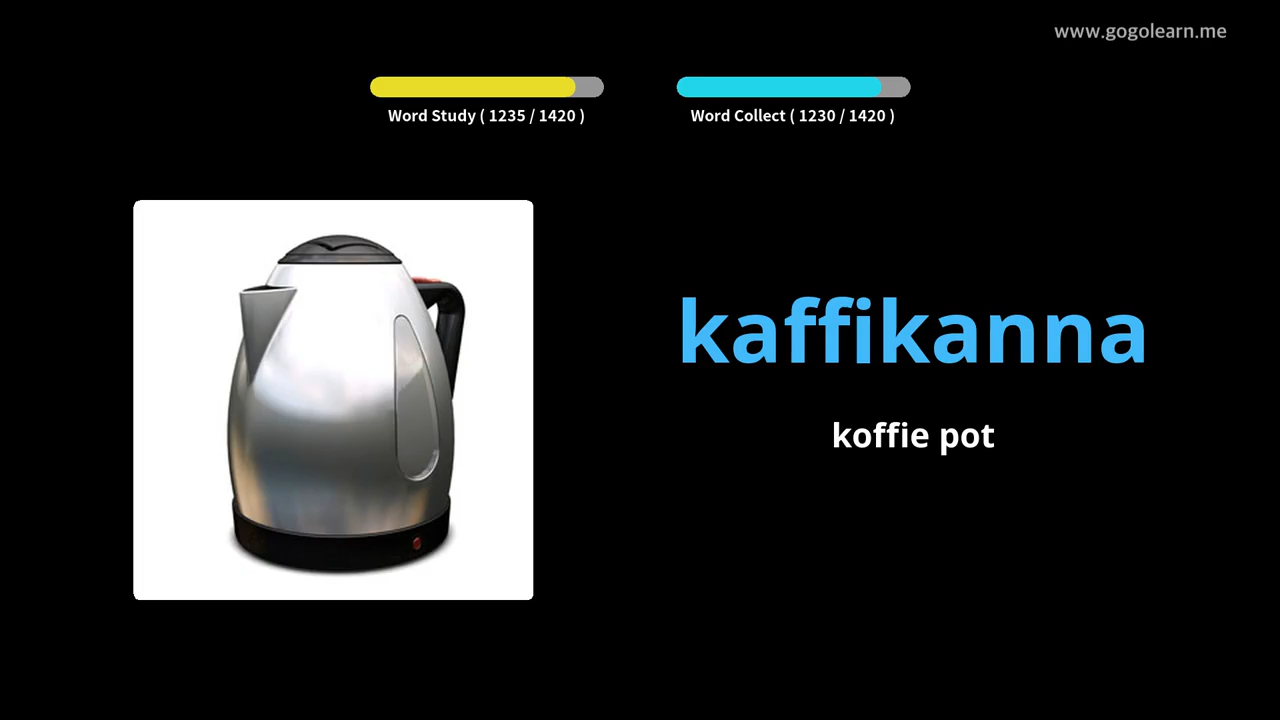 www.gogolearn.me
Word Study ( 1235 / 1420 )
Word Collect ( 1230 / 1420 )
kaffikanna
koffie pot